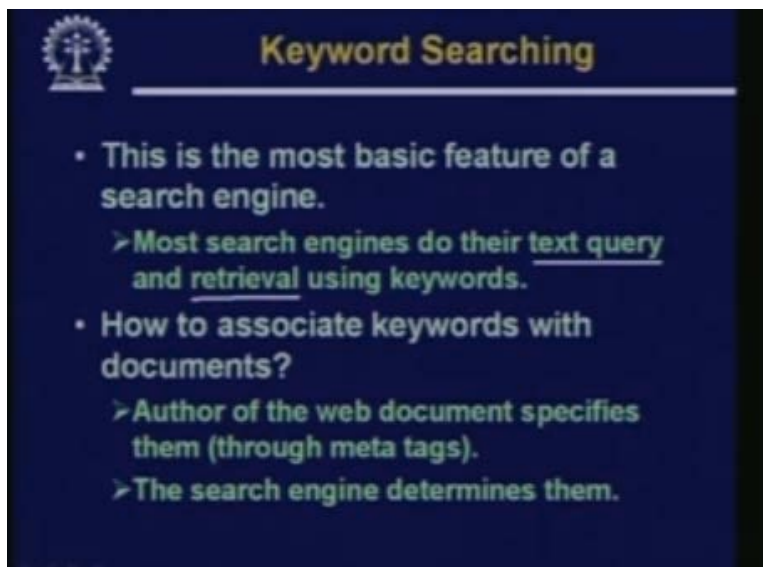 Keyword Searching
• This is the most basic feature of a
search engine.
➢Most search engines do their text query
and retrieval using keywords.
• How to associate keywords with
documents?
➢Author of the web document specifies
them (through meta tags).
➢The search engine determines them.